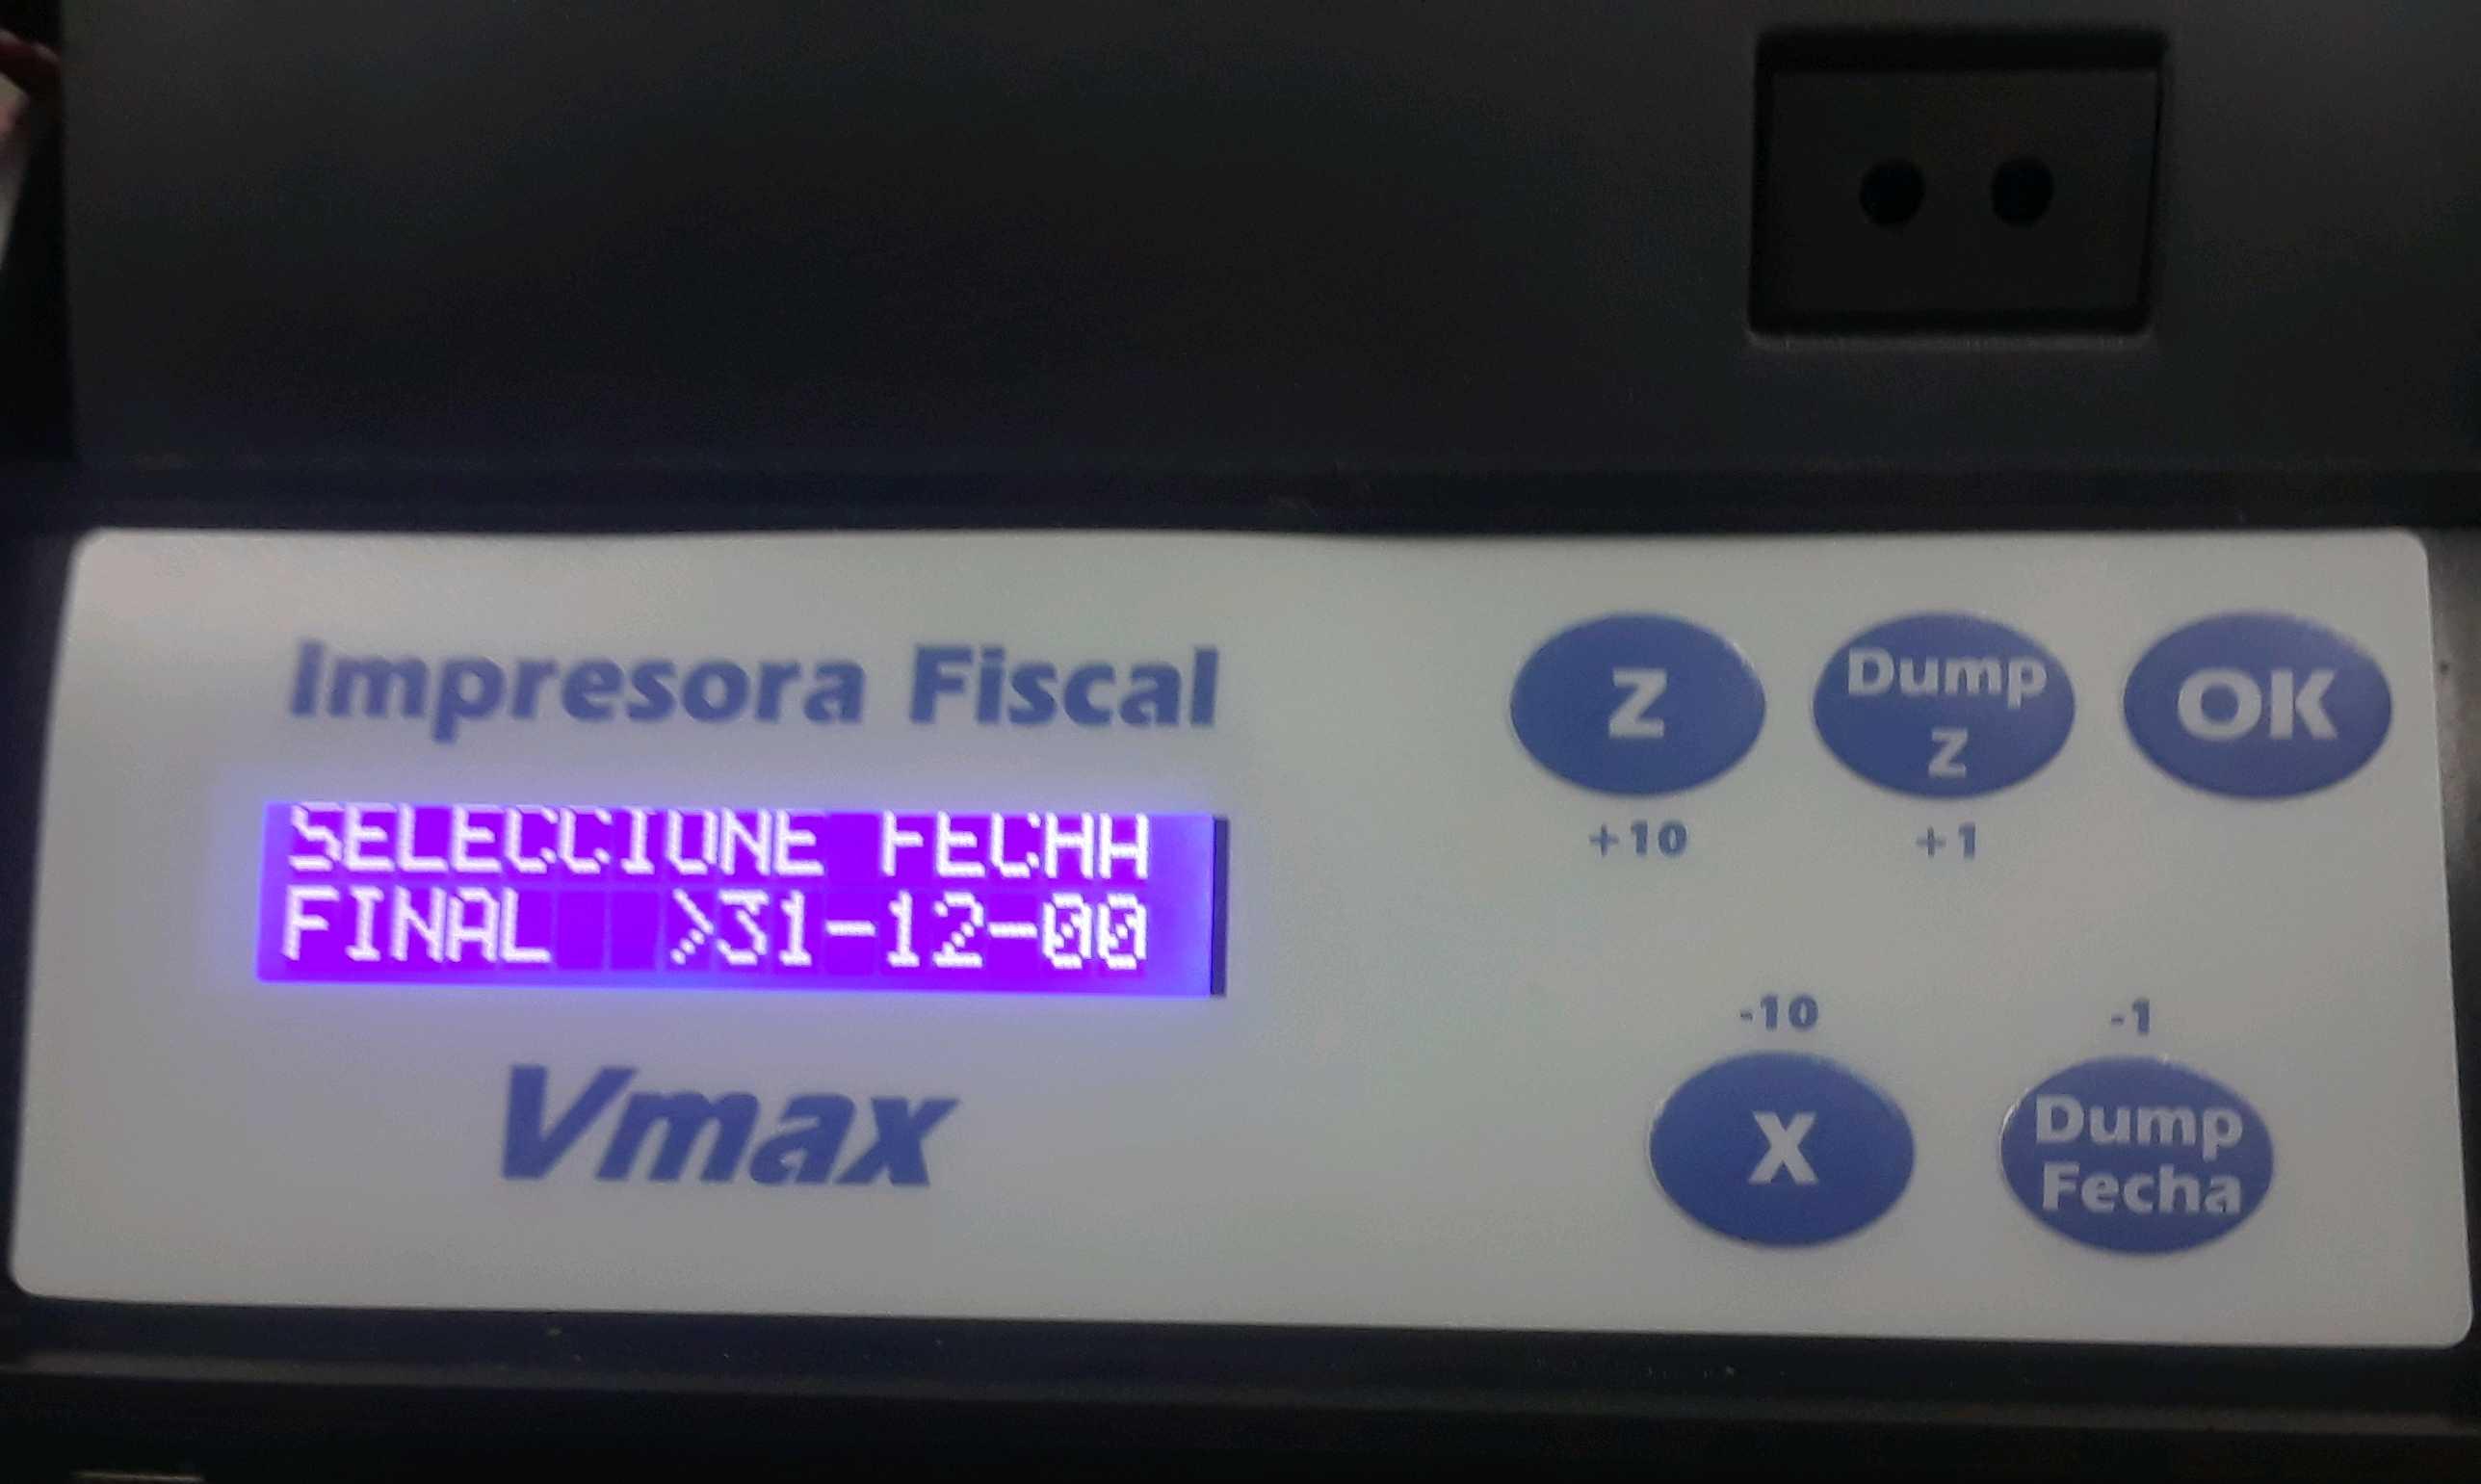 Impresora Fiscal
SELECCIONE FECHA
FINAL >31-12-00
Vmax
Z
Dump
Z
OK
+10
+1
-10
-1
X
Dump
Fecha